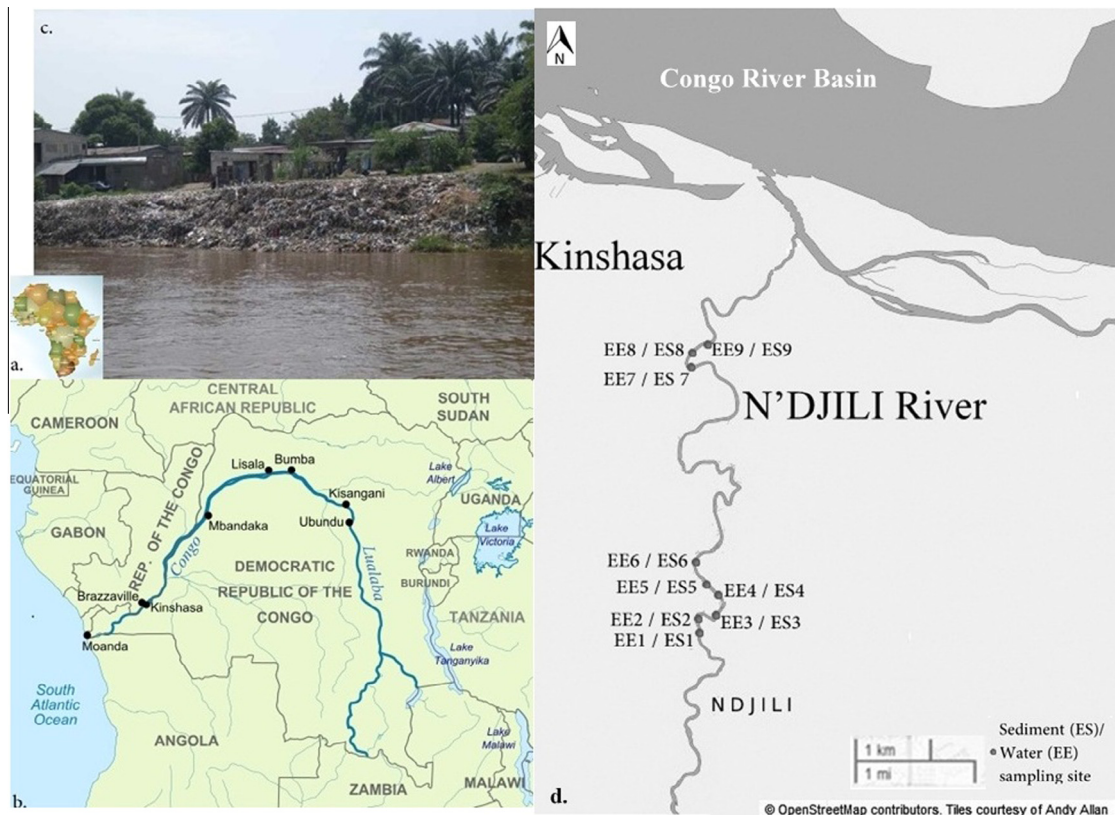 c.
a.
CENTRAL
AFRICAN REPUBLIC
SOUTH
SUDAN
CAMEROON
EQUATORIAL
GUINEA
GABON
REP. OF THE CONGO
Lisala
Bumba
Kisangani
Ubundu
Mbandaka
Congo
Lualaba
Lake
Albert
UGANDA
Lake
Victoria
RWANDA
BURUNDI
DEMOCRATIC
REPUBLIC OF THE
CONGO
Brazzaville
Kinshasa
Moanda
TANZANIA
Lake
Tanganyika
South
Atlantic
Ocean
ANGOLA
ZAMBIA
Lake
Malawi
MALAWI
b.
N
Congo River Basin
Kinshasa
EE8 / ES8
EE9 / ES9
EE7 / ES 7
N’DJILI River
EE6 / ES6
EE5 / ES5
EE4 / ES4
EE2 / ES2
EE3 / ES3
EE1 / ES1
NDJILI
1 km
1 mi
Sediment (ES)/
Water (EE)
sampling site
d.
© OpenStreetMap contributors. Tiles courtesy of Andy Allan